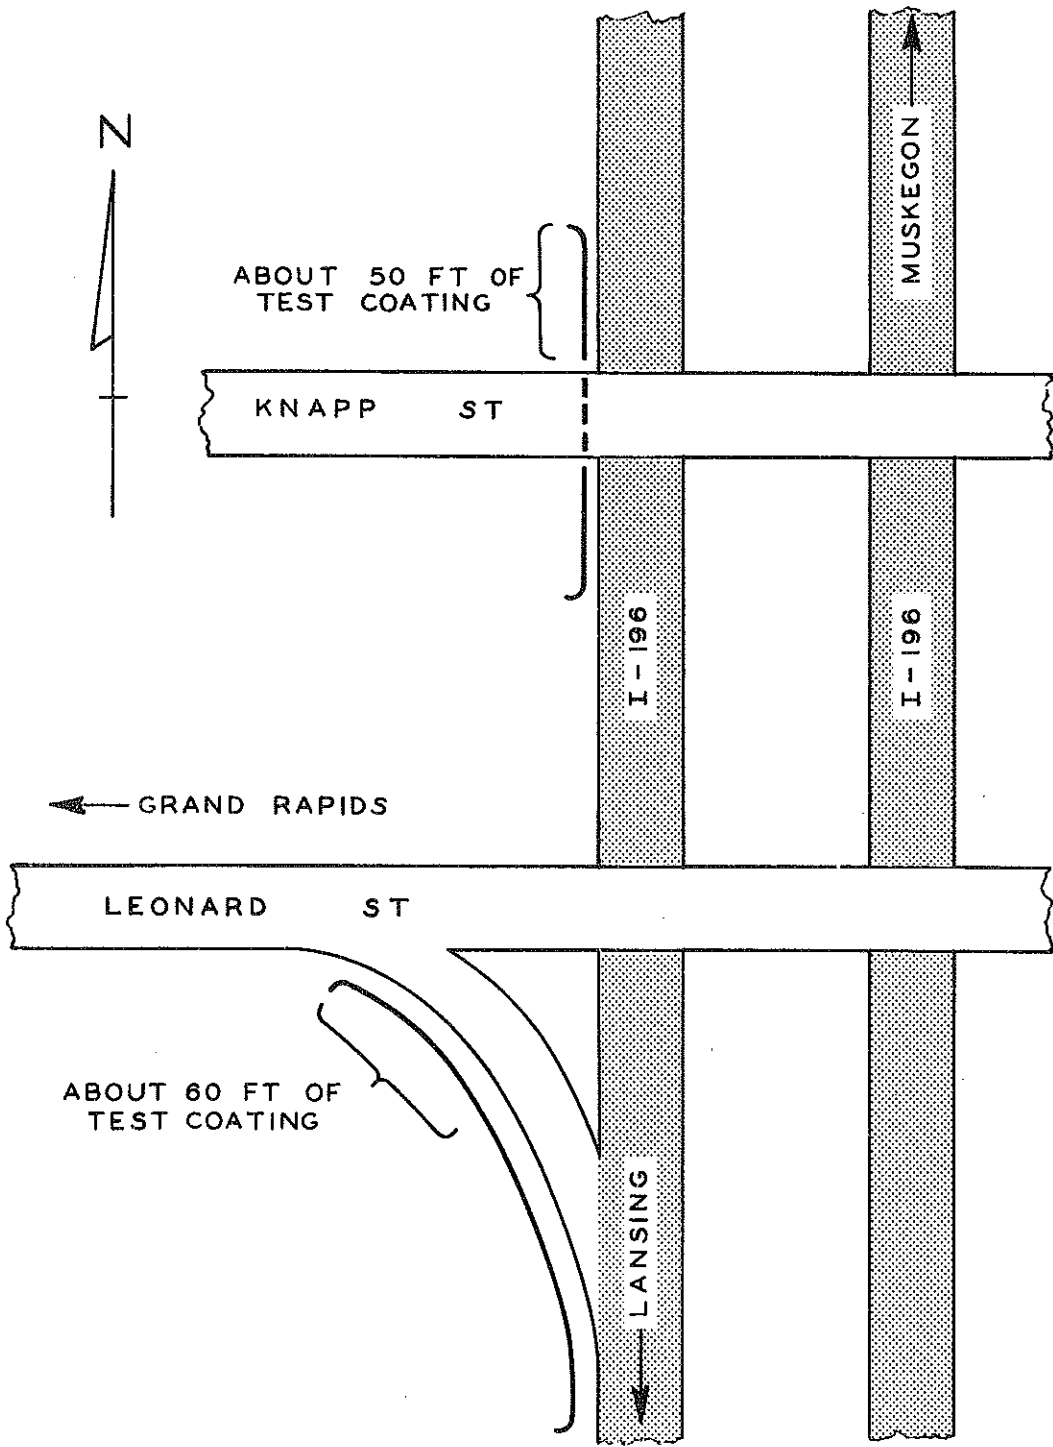 N
MUSKEGON
ABOUT 50 FT OF
TEST COATING
KNAPP ST
I-196
I-196
GRAND RAPIDS
LEONARD ST
ABOUT 60 FT OF
TEST COATING
LANSING